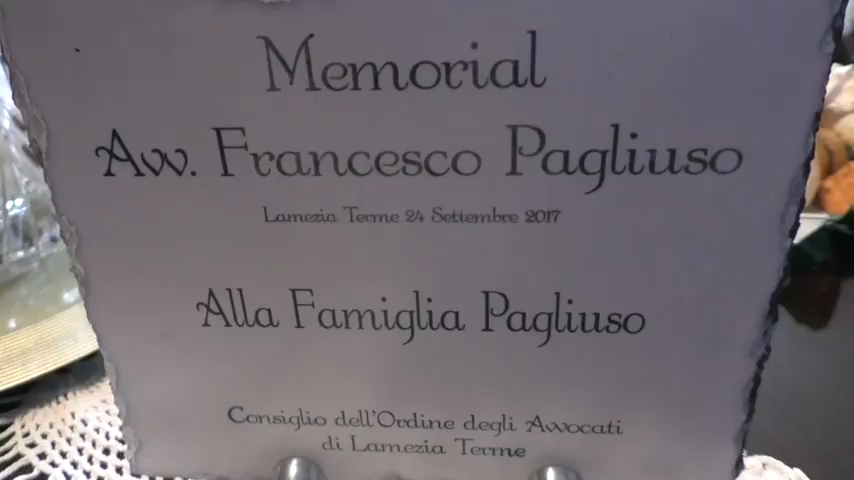 Memorial
Avv. Francesco Pagliuso
Lamezia Terme 24 Settembre 2017
Alla Famiglia Pagliuso
Consiglio dell'Ordine degli Avvocati
di Lamezia Terme